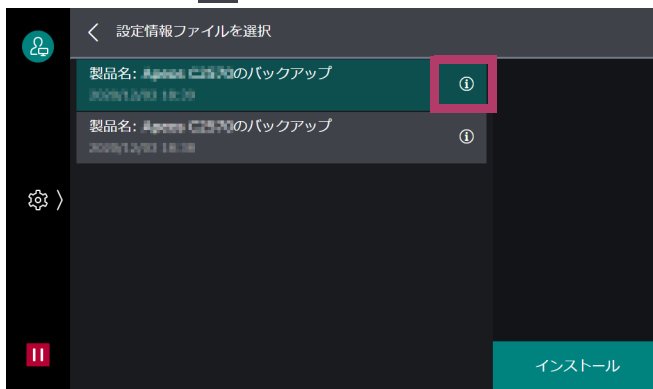 設定情報ファイルを選択
製品名: のバックアップ
製品名: のバックアップ
インストール